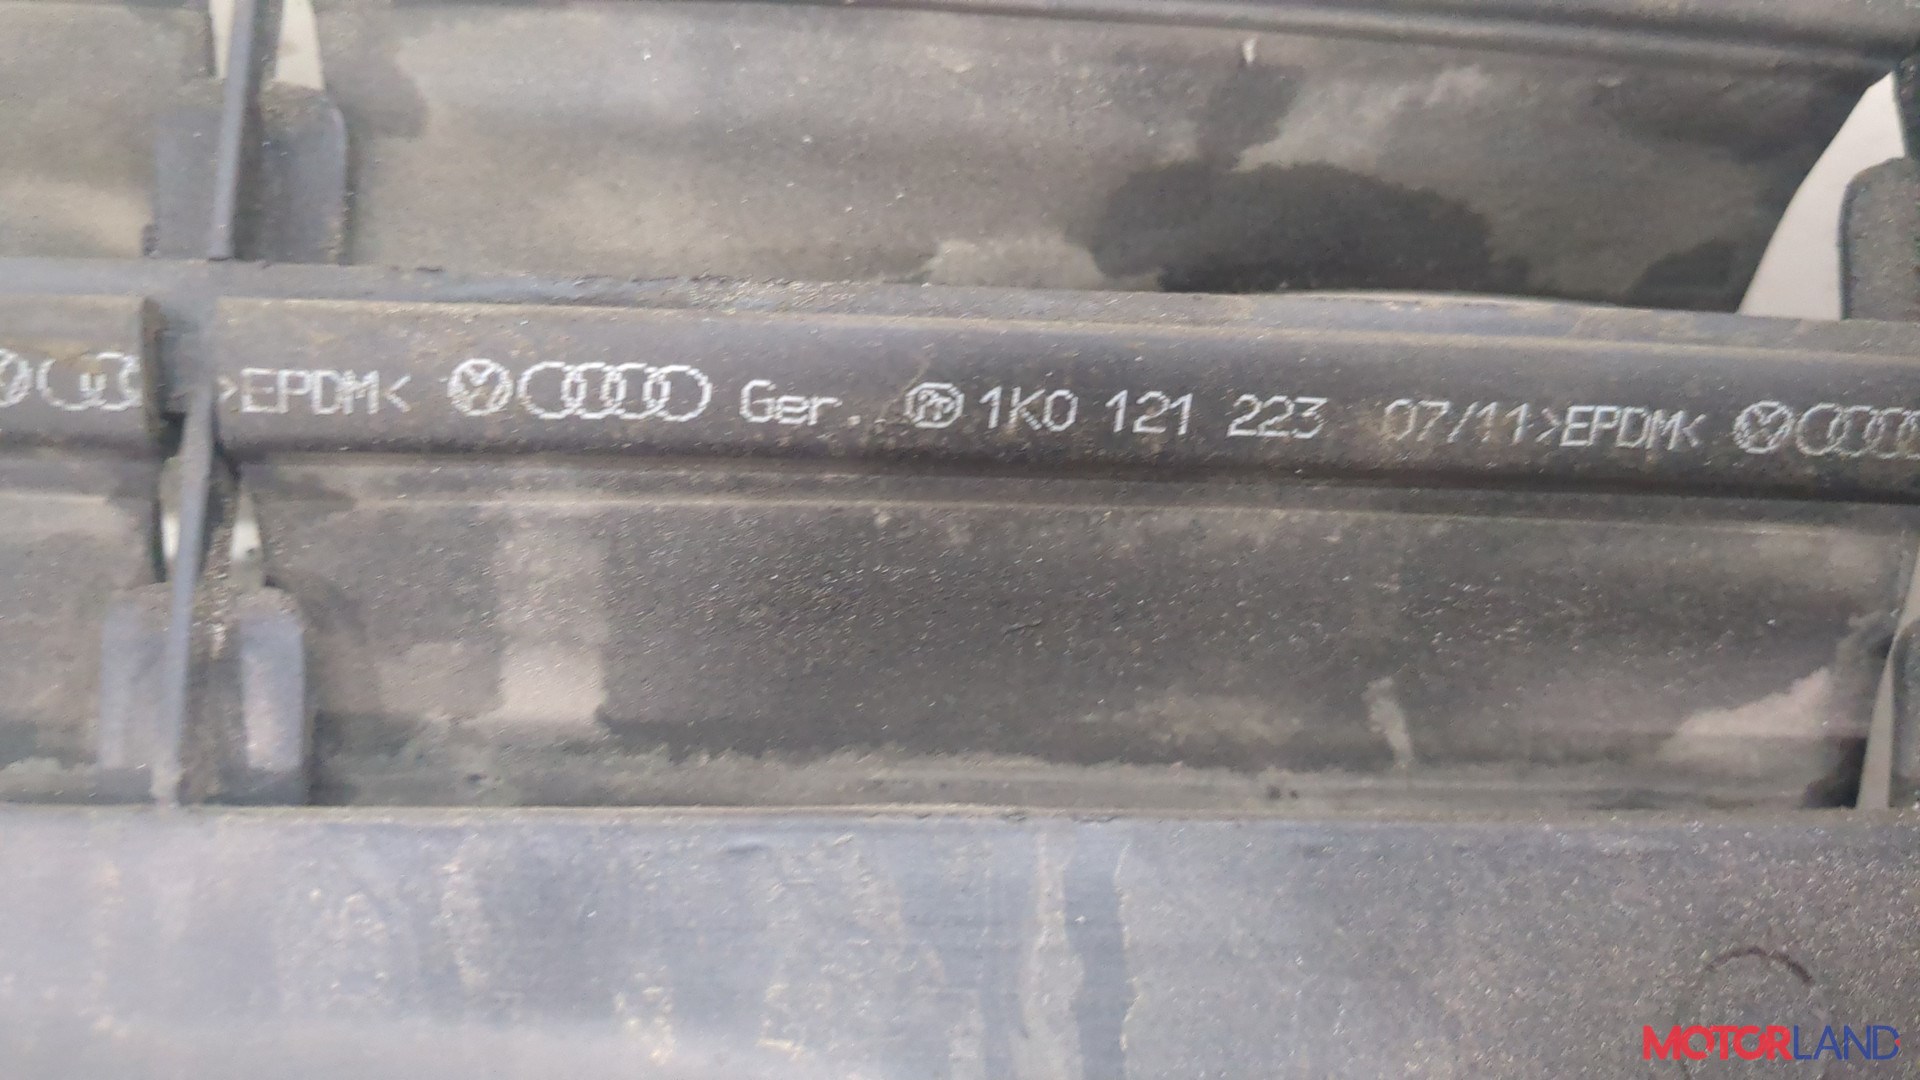 >EPDM< Ger. 1K0 121 223 07/11>EPDM<
MOTORLAND